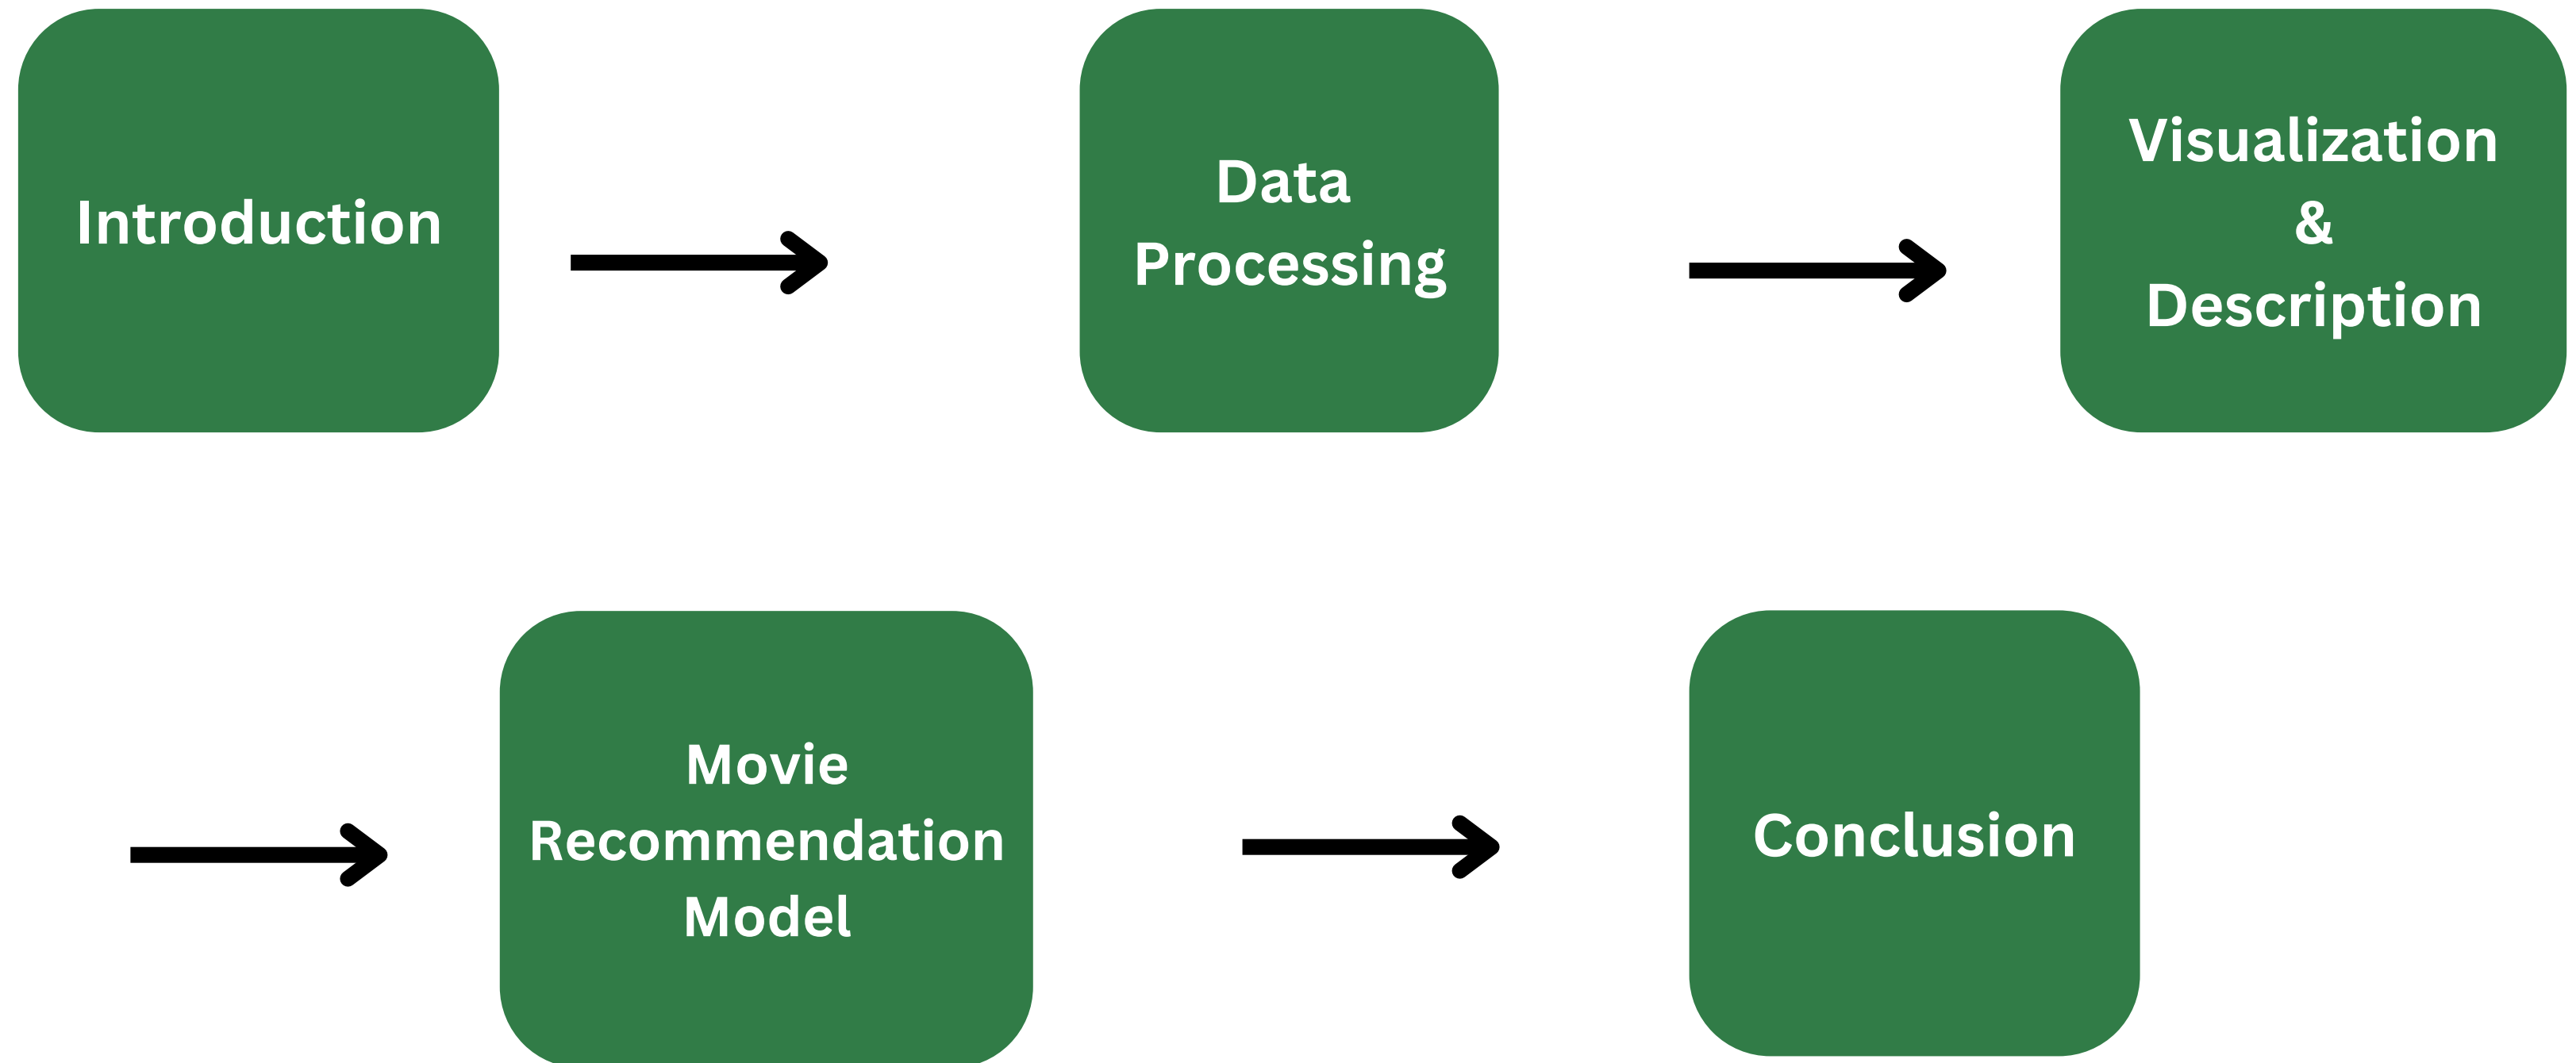 Introduction
Data
Processing
Visualization
&
Description
Movie
Recommendation
Model
Conclusion